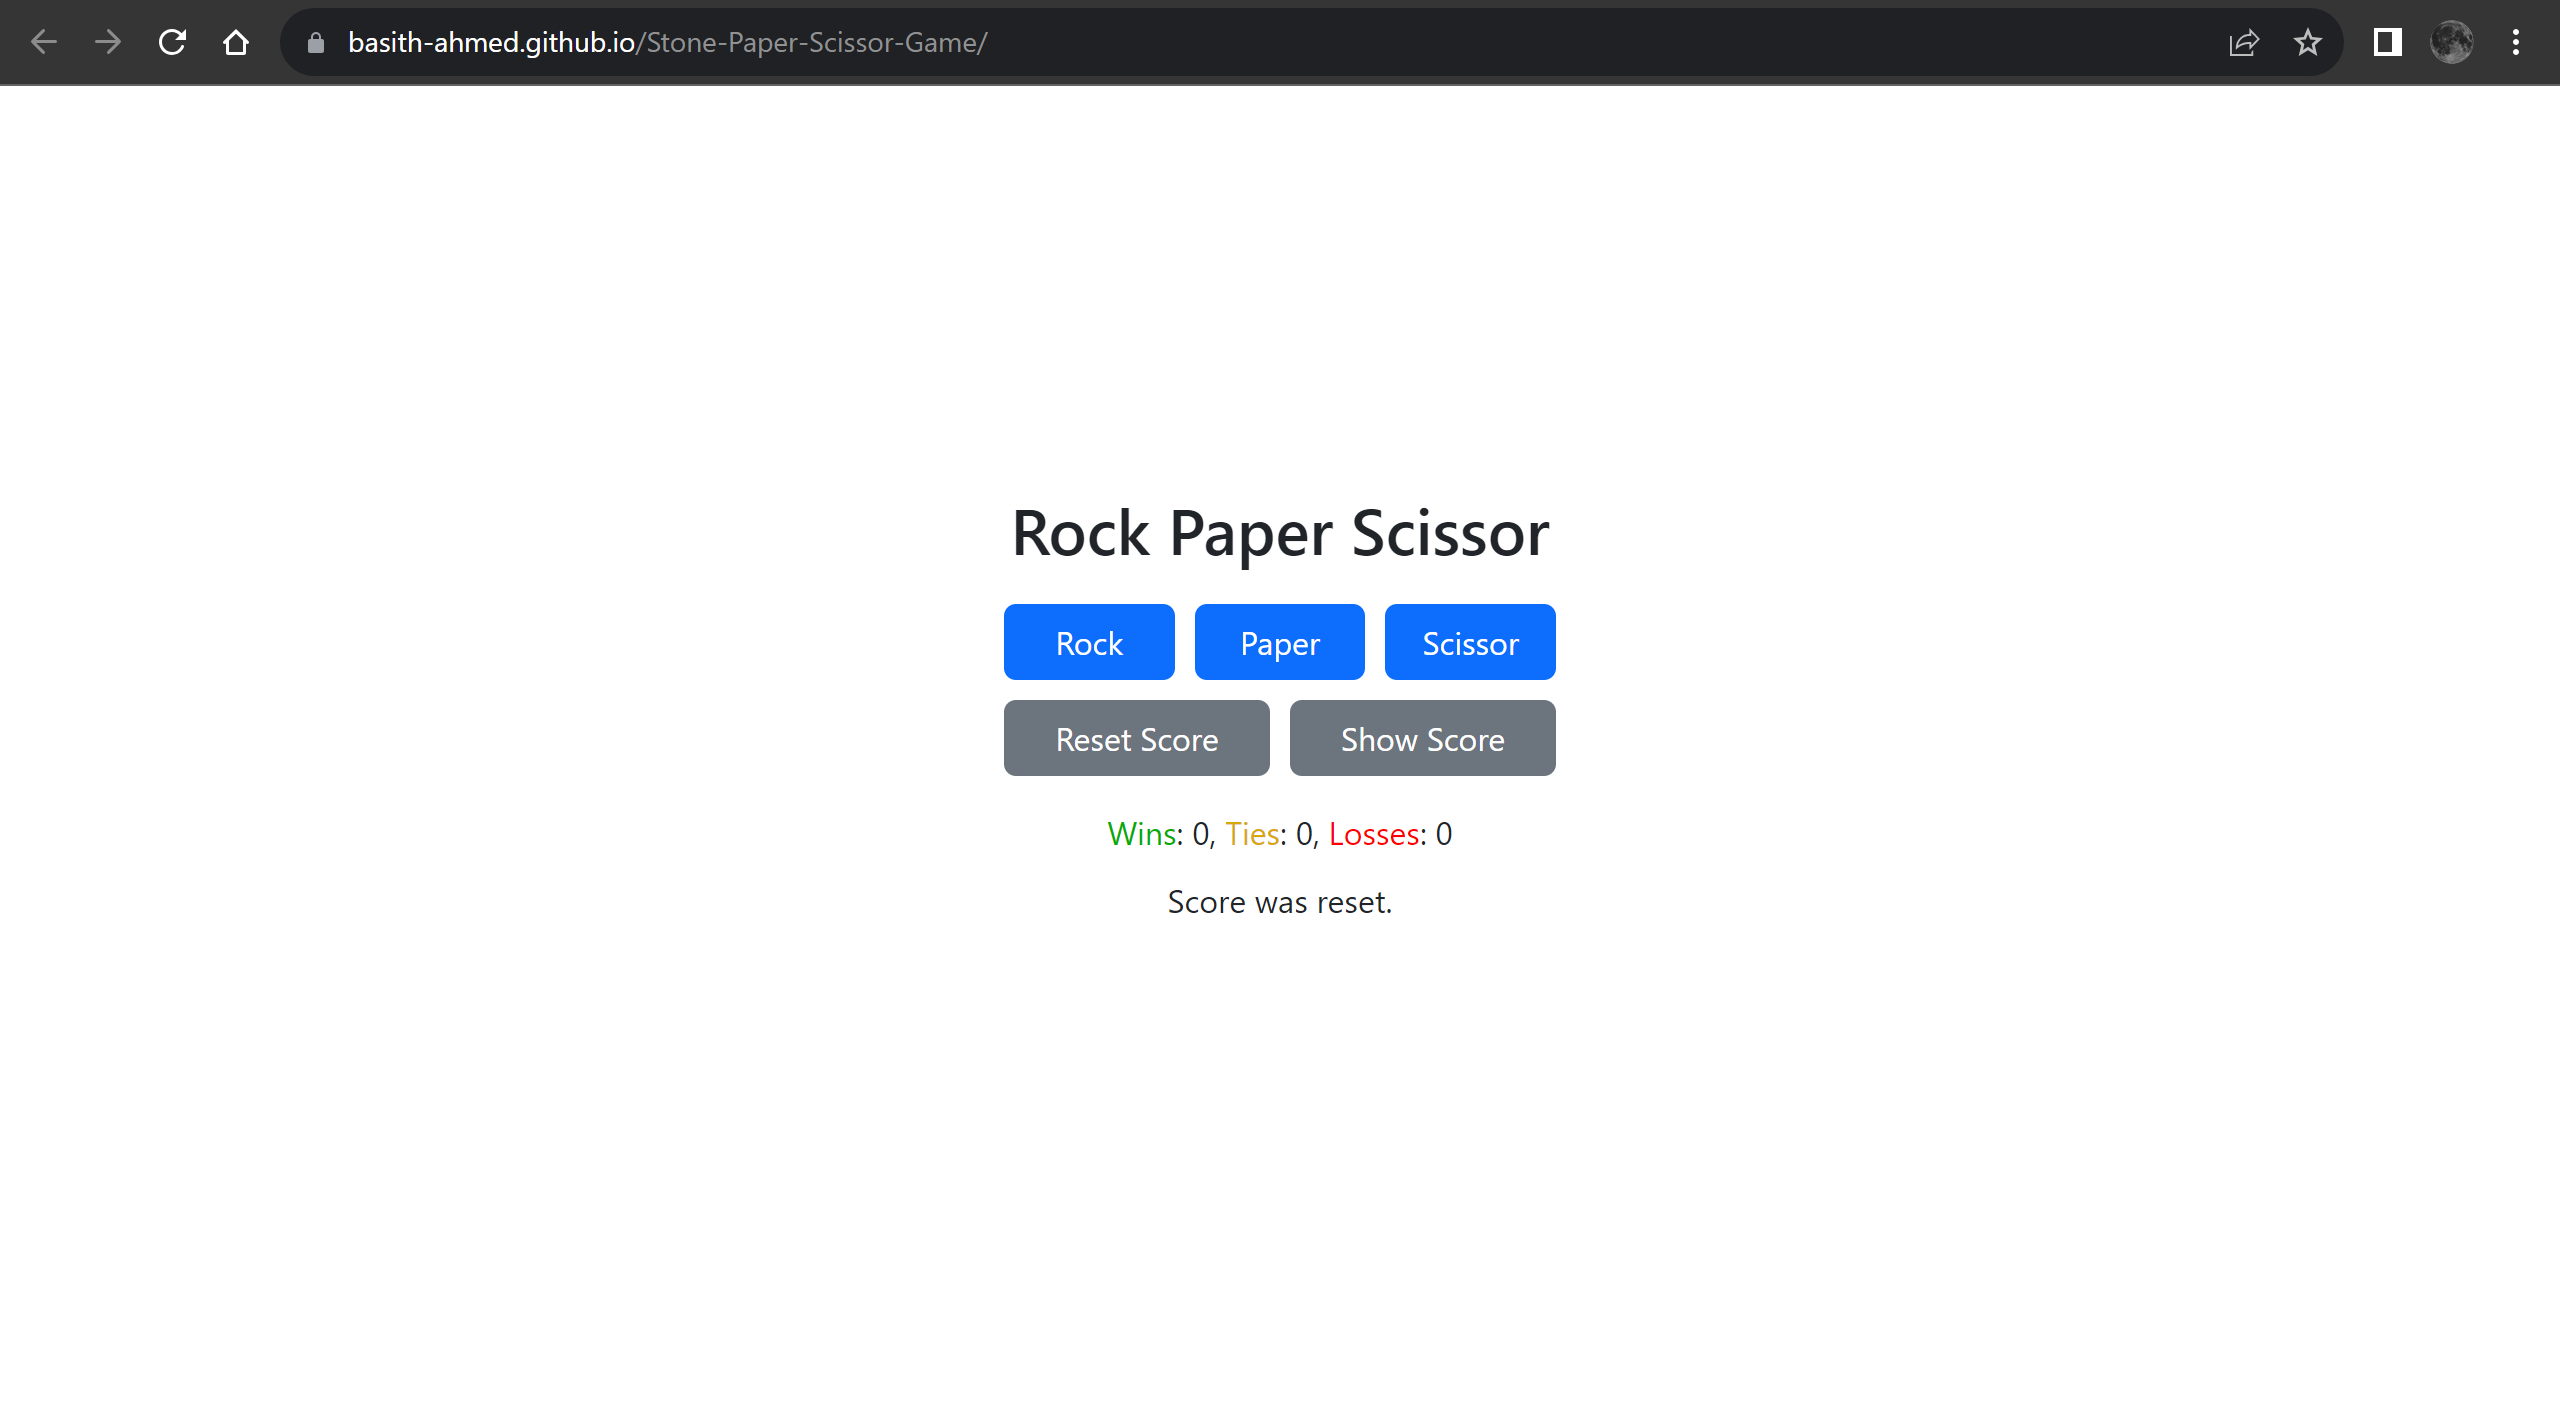 basith-ahmed.github.io/Stone-Paper-Scissor-Game/
Rock Paper Scissor
Rock Paper Scissor
Reset Score Show Score
Wins: 0, Ties: 0, Losses: 0
Score was reset.